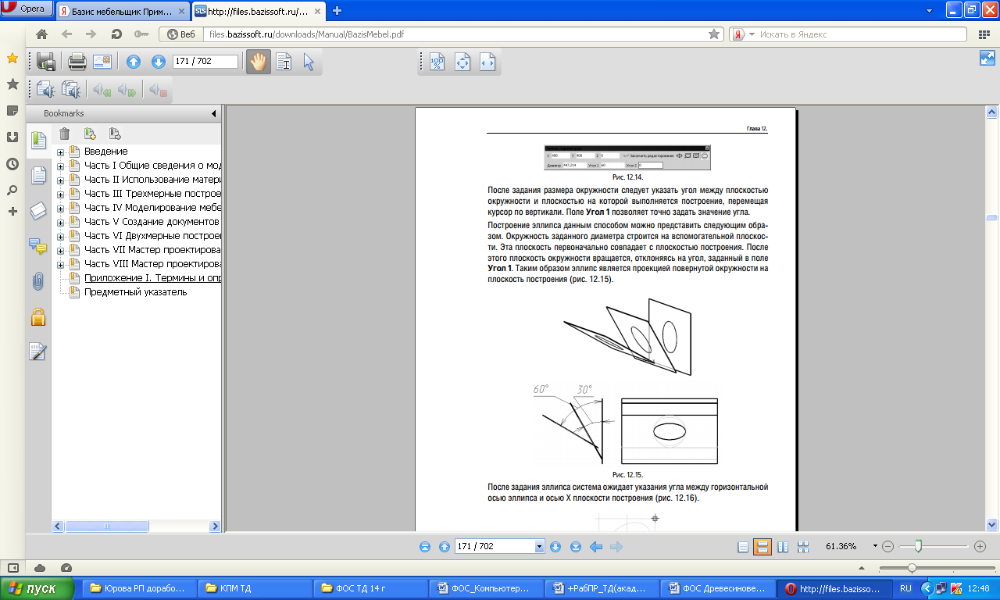 Opera
Базис мебельщик Прим...
http://files.bazissoft.ru/...
Веб
files.bazissoft.ru/downloads/Manual/BazisMebel.pdf
Искать в Яндекс
171 / 702
Bookmarks
Введение
Часть I Общие сведения о мод
Часть II Использование матери
Часть III Трехмерные построе
Часть IV Моделирование мебе
Часть V Создание документов
Часть VI Двухмерные построе
Часть VII Мастер проектирова
Часть VIII Мастер проектирова
Приложение I. Термины и опр
Предметный указатель
Глава 12.
X 400 Y 400 Z 0 Закончить редактирование
Диаметр 447,214 Угол 1 60 Угол 2 0
Рис. 12.14.
После задания размера окружности следует указать угол между плоскостью
окружности и плоскостью на которой выполняется построение, перемещая
курсор по вертикали. Поле Угол 1 позволяет точно задать значение угла.
Построение эллипса данным способом можно представить следующим обра-
зом. Окружность заданного диаметра строится на вспомогательной плоскос-
ти. Эта плоскость первоначально совпадает с плоскостью построения. После
этого плоскость окружности вращается, отклоняясь на угол, заданный в поле
Угол 1. Таким образом эллипс является проекцией повернутой окружности на
плоскость построения (рис. 12.15).
60° 30°
Рис. 12.15.
После задания эллипса система ожидает указания угла между горизонтальной
осью эллипса и осью X плоскости построения (рис. 12.16).
171 / 702
61.36%
пуск
Юрова РП дорабо...
КПМ ТД
ФОС ТД 14 г
ФОС_Компьютер...
+РабПР_ТД(акад...
ФОС Древесинове...
http://files.bazisso...
RU
12:48